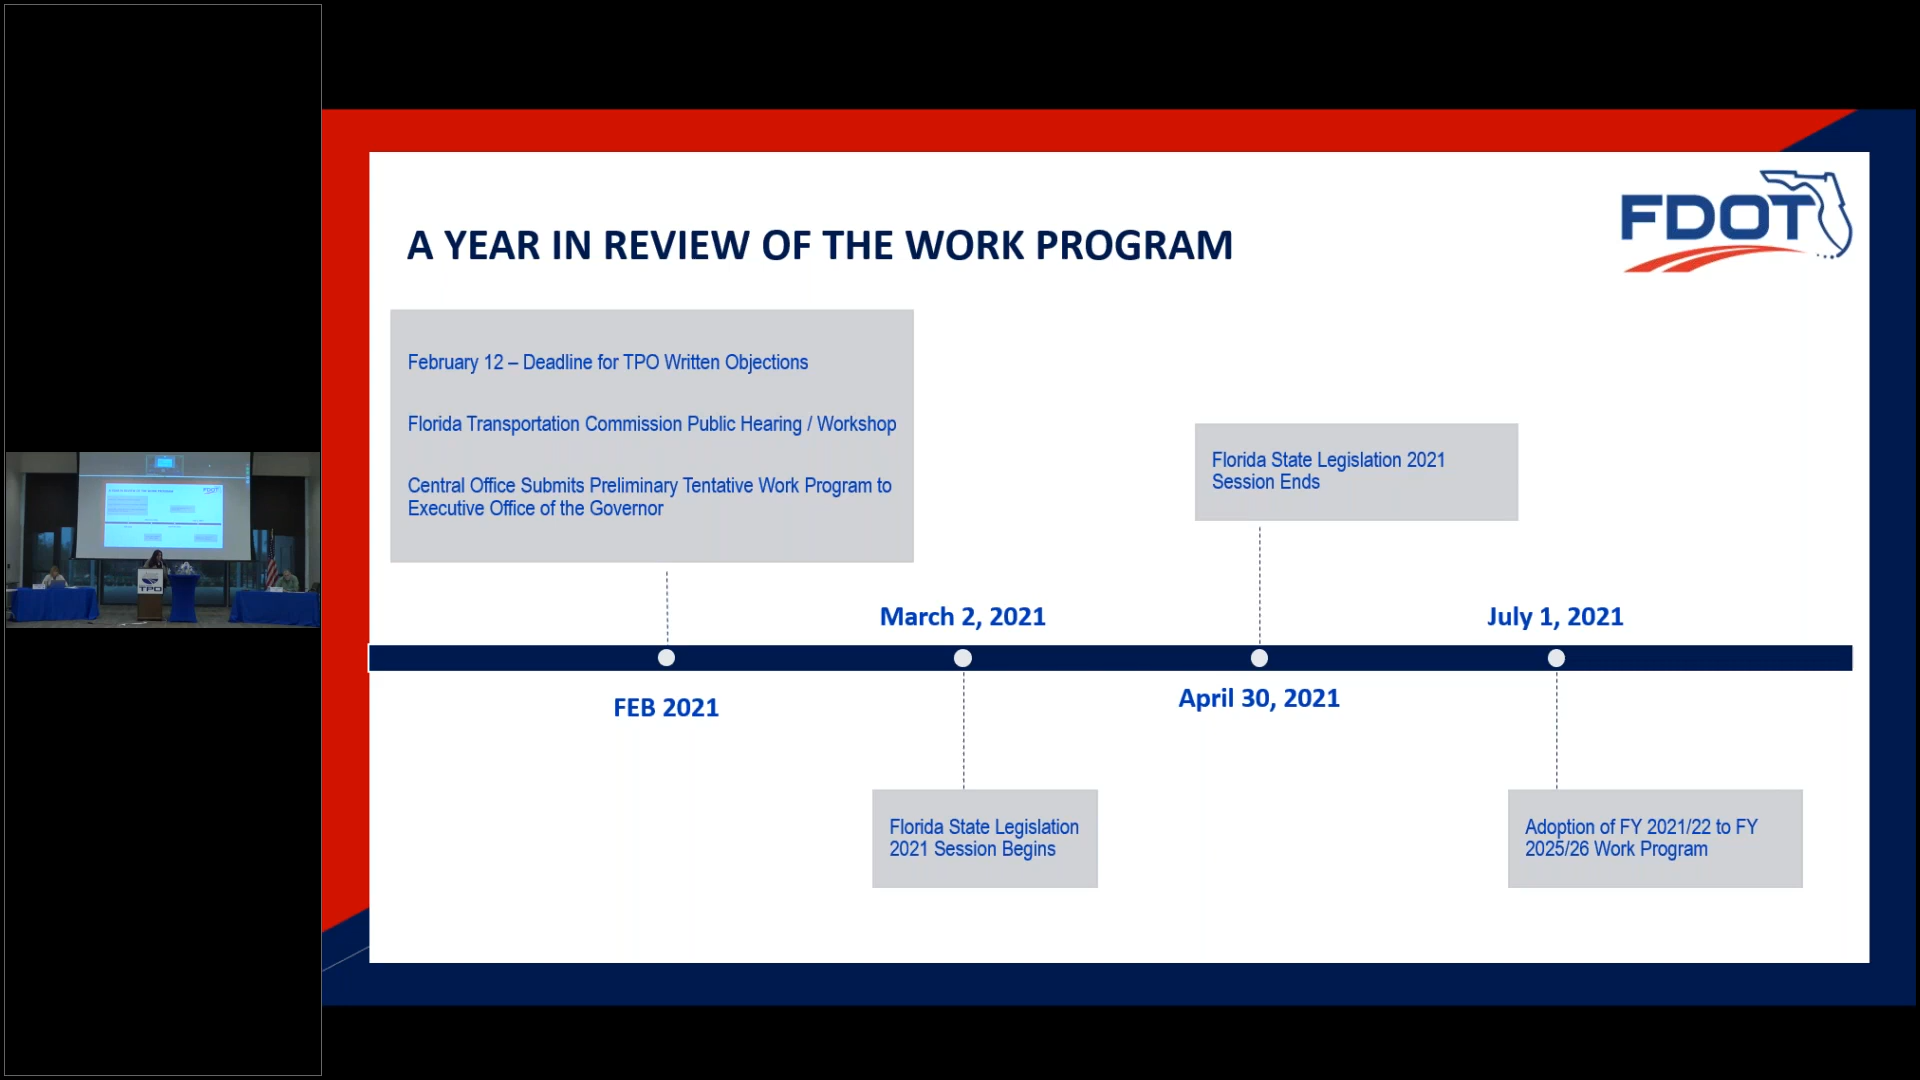 FDOT
A YEAR IN REVIEW OF THE WORK PROGRAM
February 12 – Deadline for TPO Written Objections
Florida Transportation Commission Public Hearing / Workshop
Central Office Submits Preliminary Tentative Work Program to
Executive Office of the Governor
Florida State Legislation 2021
Session Ends
March 2, 2021
July 1, 2021
FEB 2021
April 30, 2021
Florida State Legislation
2021 Session Begins
Adoption of FY 2021/22 to FY
2025/26 Work Program
TPO